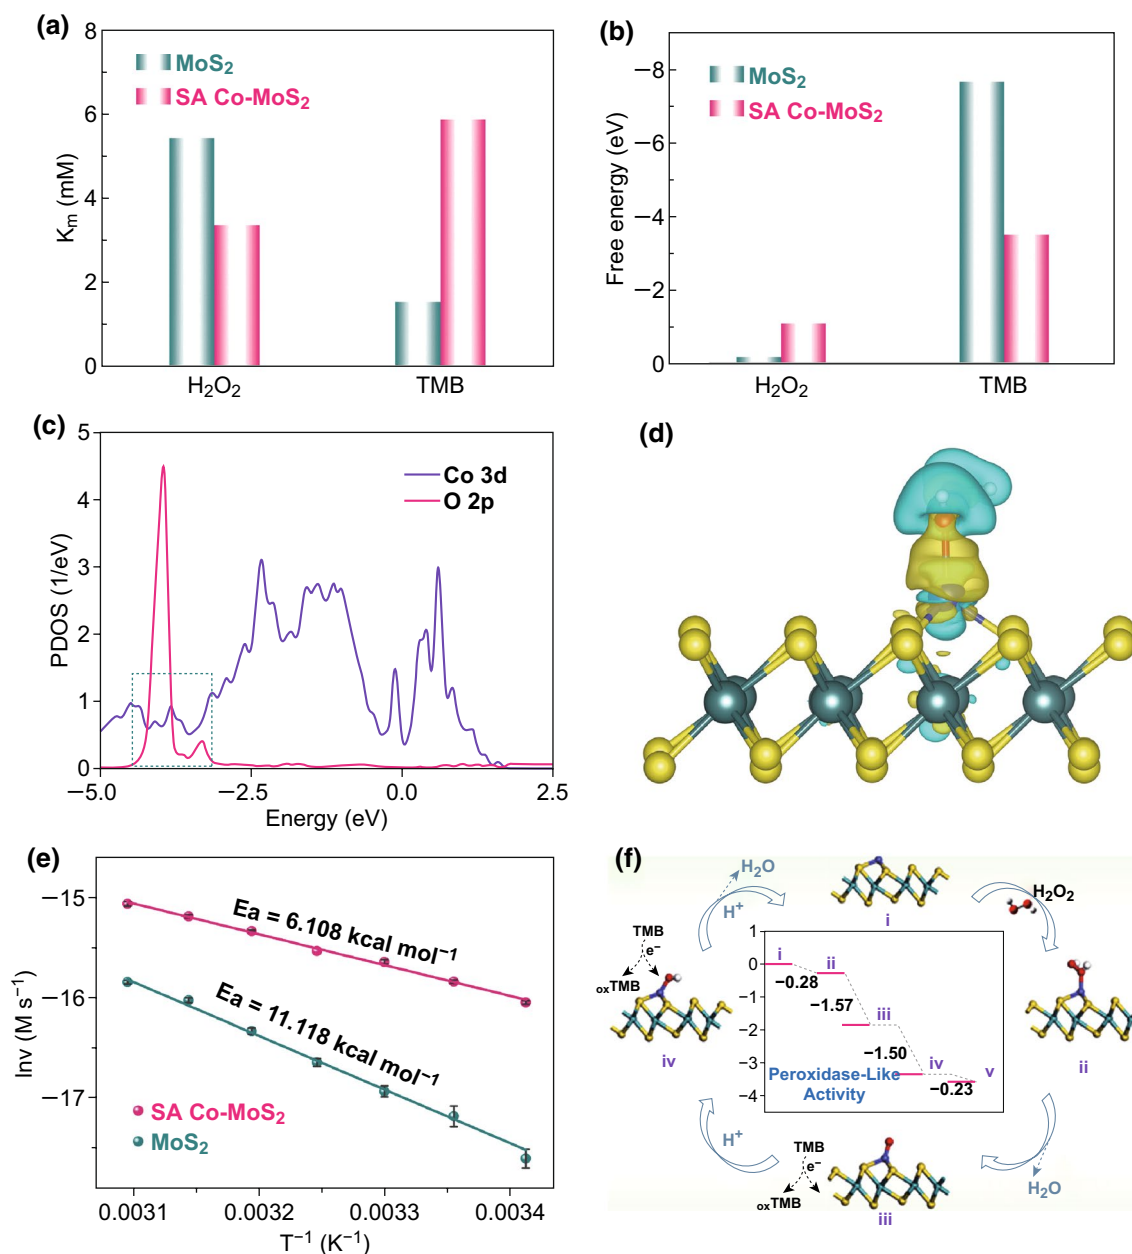 (a)
8
6
4
2
0
K_m (mM)
MoS₂
SA Co-MoS₂
H₂O₂
TMB
(b)
−8
−6
−4
−2
0
Free energy (eV)
MoS₂
SA Co-MoS₂
H₂O₂
TMB
(c)
5
4
3
2
1
0
PDOS (1/eV)
Co 3d
O 2p
−5.0
−2.5
0.0
2.5
Energy (eV)
(d)
(e)
−15
−16
−17
lnv (M s⁻¹)
Ea = 6.108 kcal mol⁻¹
Ea = 11.118 kcal mol⁻¹
SA Co-MoS₂
MoS₂
0.0031
0.0032
0.0033
0.0034
T⁻¹ (K⁻¹)
(f)
H₂O
H⁺
i
H₂O₂
TMB
e⁻
oxTMB
iv
ii
1
0
−1
−2
−3
−4
i
ii
−0.28
−1.57
iii
−1.50
iv
v
−0.23
Peroxidase-Like
Activity
H⁺
TMB
e⁻
oxTMB
iii
H₂O